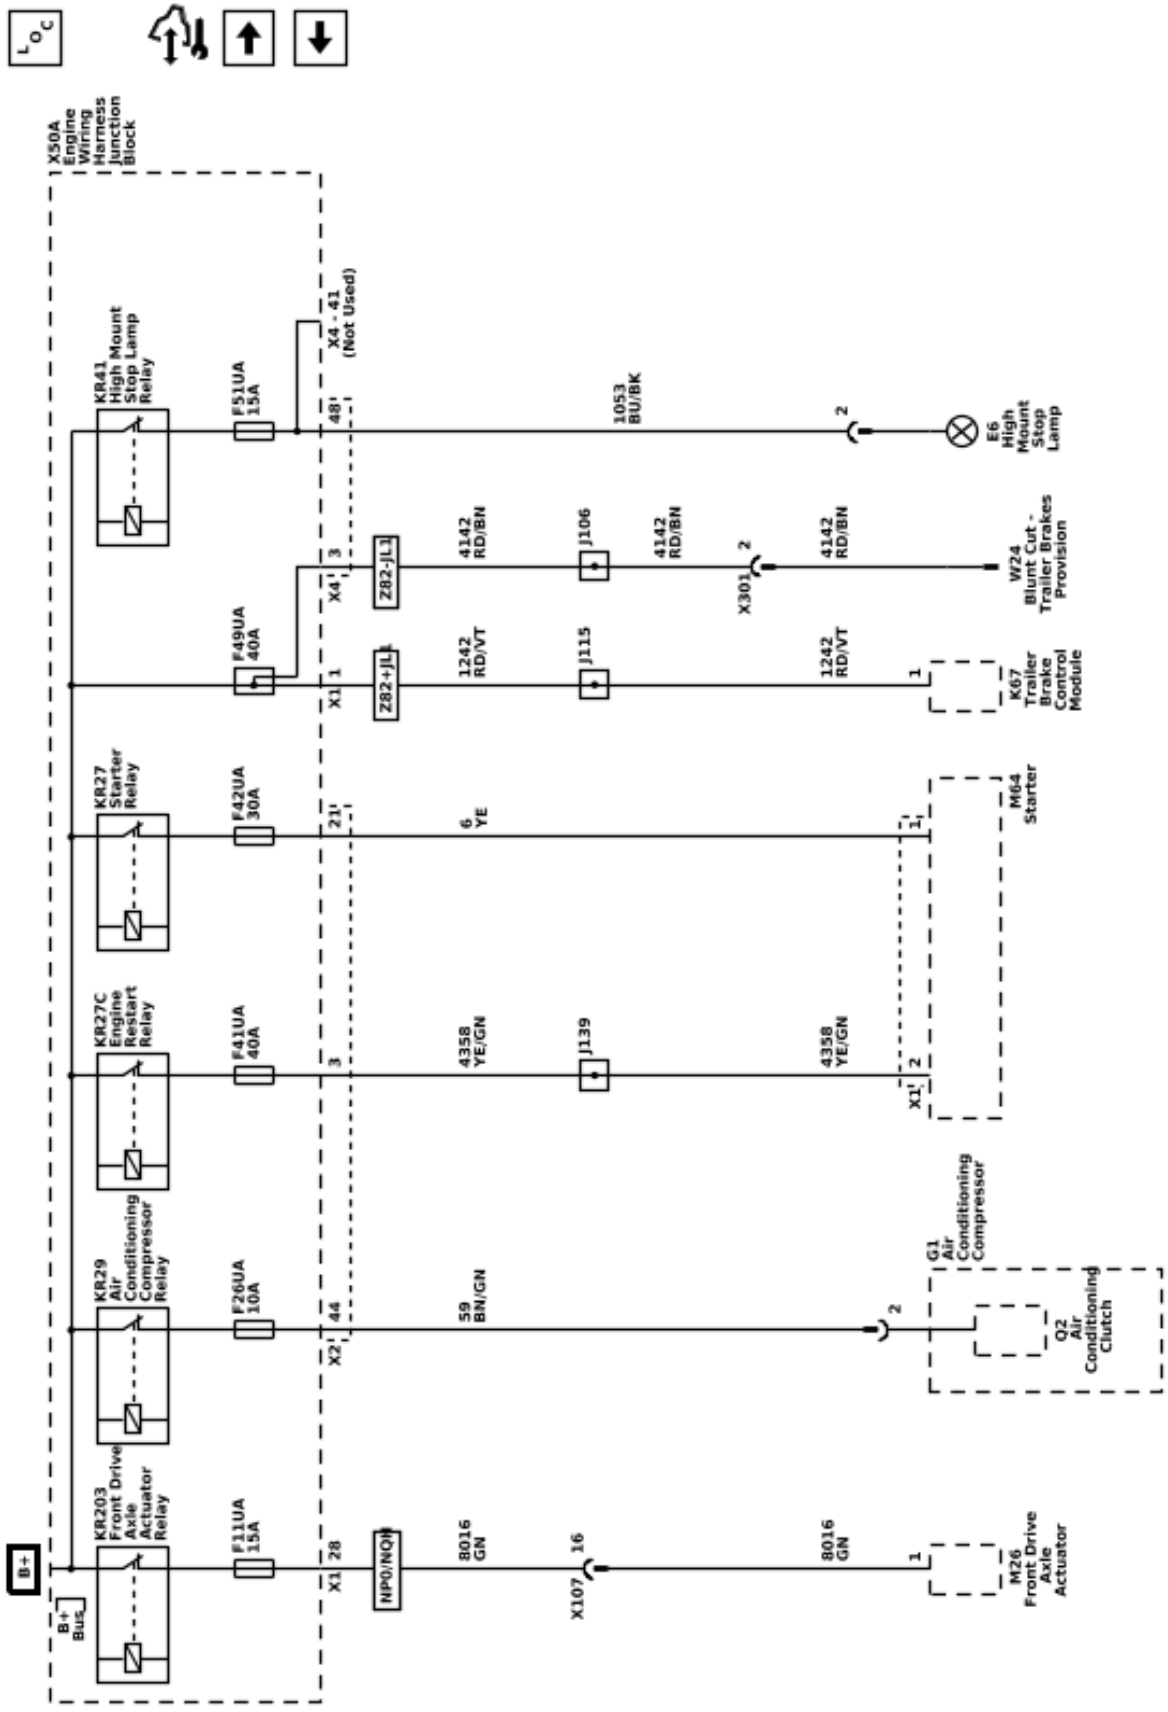 LOC
B+
B+
Bus
KR203
Front Drive
Axle
Actuator
Relay
KR29
Air
Conditioning
Compressor
Relay
KR27C
Engine
Restart
Relay
KR27
Starter
Relay
KR41
High Mount
Stop Lamp
Relay
X50A
Engine
Wiring
Harness
Junction
Block
F11UA
15A
F26UA
10A
F41UA
40A
F42UA
30A
F49UA
40A
F51UA
15A
X1 28
X2 44
3
21
X1 1
X4 3
48
X4 - 41
(Not Used)
NP0/NQH
Z82+JL1
Z82-JL1
8016
GN
59
BN/GN
4358
YE/GN
6
YE
1242
RD/VT
4142
RD/BN
X107 16
J139
J115
J106
1053
BU/BK
4142
RD/BN
X301 2
8016
GN
4358
YE/GN
1242
RD/VT
4142
RD/BN
2
1
2
X1 2
1
1
M26
Front Drive
Axle
Actuator
G1
Air
Conditioning
Compressor
Q2
Air
Conditioning
Clutch
M64
Starter
K67
Trailer
Brake
Control
Module
W24
Blunt Cut -
Trailer Brakes
Provision
E6
High
Mount
Stop
Lamp